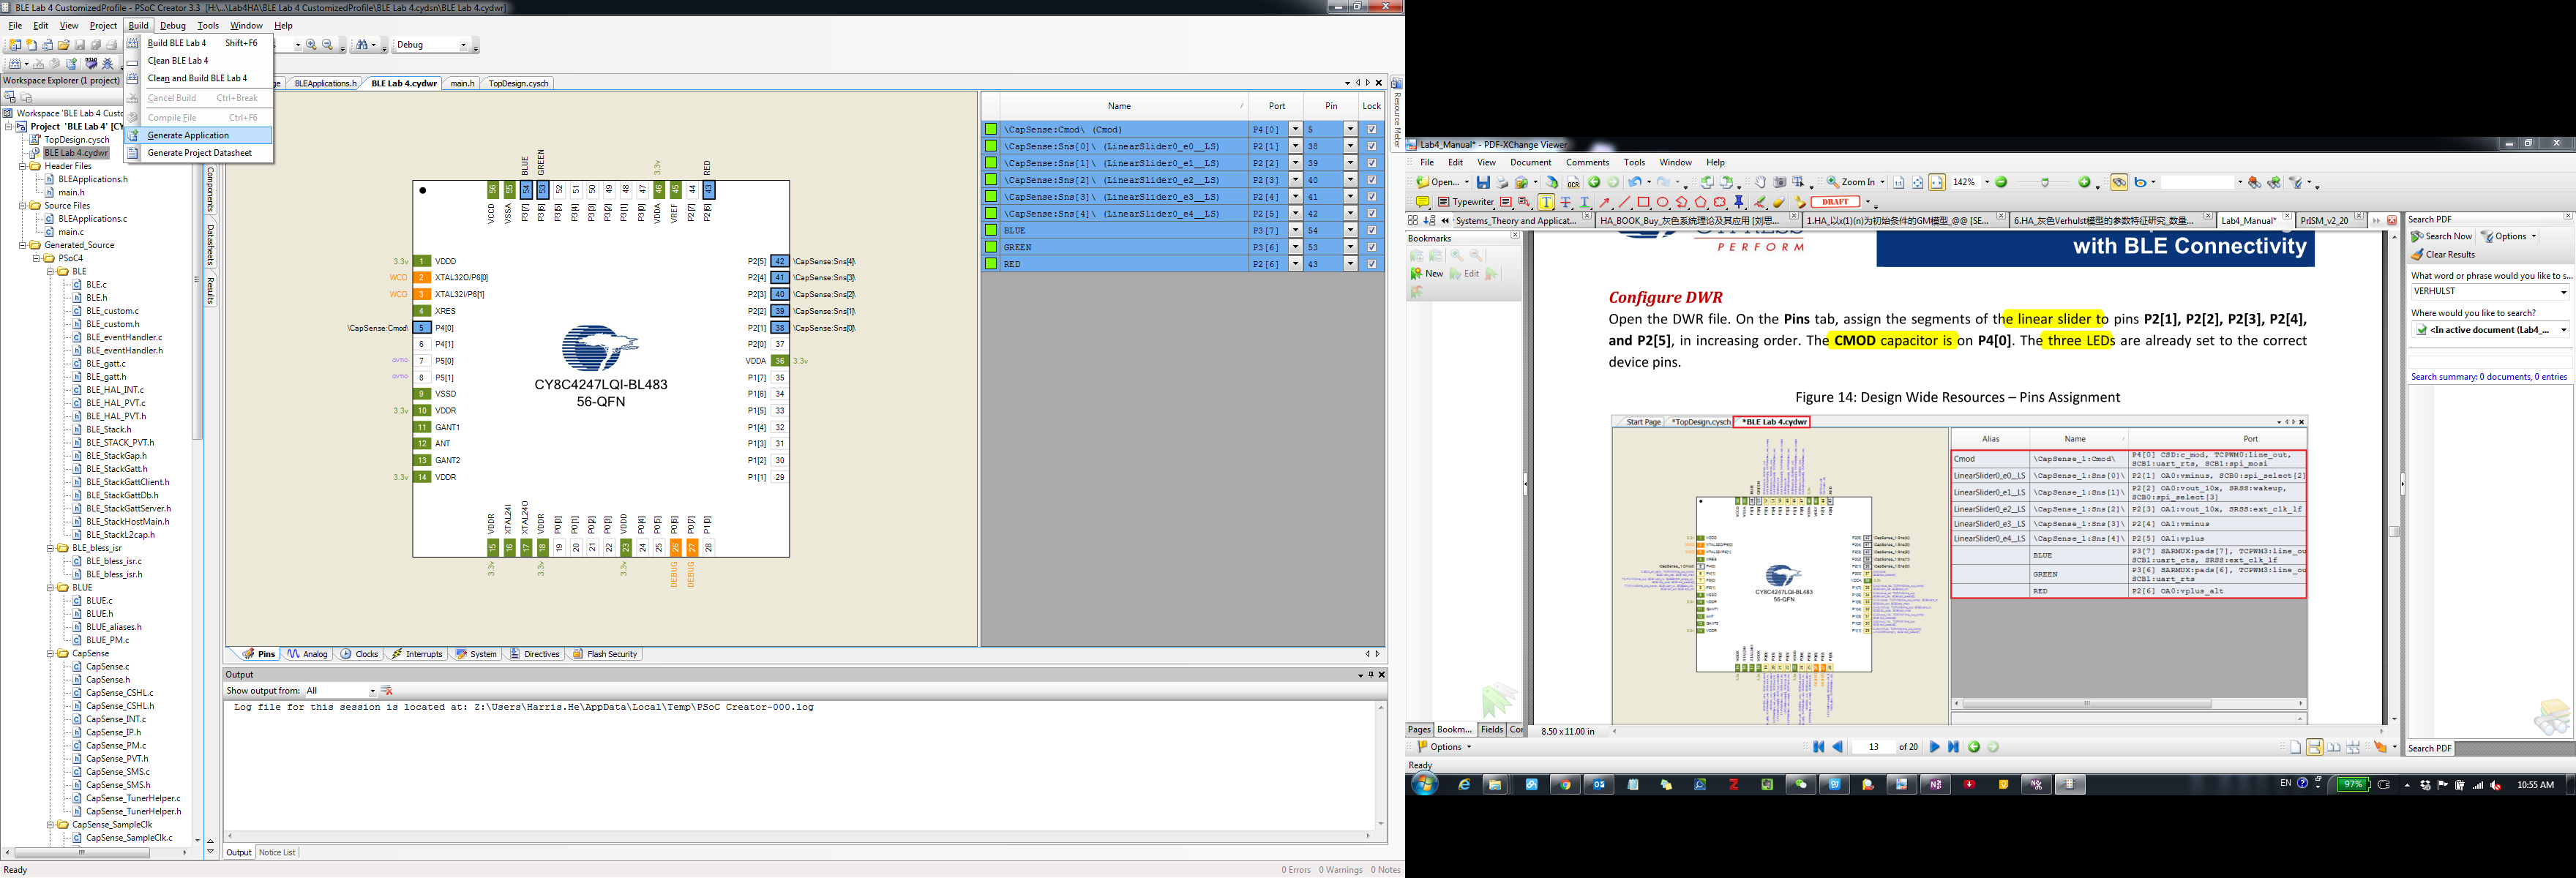 BLE Lab 4 CustomizedProfile - PSoC Creator 3.3 [H:\...\Lab4HA\BLE Lab 4 CustomizedProfile\BLE Lab 4.cydsn\BLE Lab 4.cydwr]
File Edit View Project Build Debug Tools Window Help
Build BLE Lab 4 Shift+F6
Clean BLE Lab 4
Clean and Build BLE Lab 4
Cancel Build Ctrl+Break
Compile File Ctrl+F6
Generate Application
Generate Project Datasheet
Debug
Workspace Explorer (1 project)
Workspace 'BLE Lab 4 Custo
Project 'BLE Lab 4' [CY
TopDesign.cysch
BLE Lab 4.cydwr
Header Files
BLEApplications.h
main.h
Source Files
BLEApplications.c
main.c
Generated_Source
PSoC4
BLE
BLE.c
BLE.h
BLE_custom.c
BLE_custom.h
BLE_eventHandler.c
BLE_eventHandler.h
BLE_gatt.c
BLE_gatt.h
BLE_HAL_INT.c
BLE_HAL_PVT.c
BLE_HAL_PVT.h
BLE_Stack.h
BLE_STACK_PVT.h
BLE_StackGap.h
BLE_StackGatt.h
BLE_StackGattClient.h
BLE_StackGattDb.h
BLE_StackGattServer.h
BLE_StackHostMain.h
BLE_StackL2cap.h
BLE_bless_isr
BLE_bless_isr.c
BLE_bless_isr.h
BLUE
BLUE.c
BLUE.h
BLUE_aliases.h
BLUE_PM.c
CapSense
CapSense.c
CapSense.h
CapSense_CSHL.c
CapSense_CSHL.h
CapSense_INT.c
CapSense_IP.h
CapSense_PM.c
CapSense_PVT.h
CapSense_SMS.c
CapSense_SMS.h
CapSense_TunerHelper.c
CapSense_TunerHelper.h
CapSense_SampleClk
CapSense_SampleClk.c
Components
Datasheets
Results
ge BLEApplications.h BLE Lab 4.cydwr main.h TopDesign.cysch
BLUE GREEN 3.3v RED
56 55 54 53 52 51 50 49 48 47 46 45 44 43
VCCD VSSA P3[7] P3[6] P3[5] P3[4] P3[3] P3[2] P3[1] P3[0] VDDA VREF P2[7] P2[6]
3.3v 1 VDDD
WCO 2 XTAL32O/P6[0]
WCO 3 XTAL32I/P6[1]
4 XRES
\CapSense:Cmod\ 5 P4[0]
6 P4[1]
7 P5[0]
8 P5[1]
9 VSSD
3.3v 10 VDDR
11 GANT1
12 ANT
13 GANT2
3.3v 14 VDDR
P2[5] 42 \CapSense:Sns[4]\
P2[4] 41 \CapSense:Sns[3]\
P2[3] 40 \CapSense:Sns[2]\
P2[2] 39 \CapSense:Sns[1]\
P2[1] 38 \CapSense:Sns[0]\
P2[0] 37
VDDA 36 3.3v
P1[7] 35
P1[6] 34
P1[5] 33
P1[4] 32
P1[3] 31
P1[2] 30
P1[1] 29
CY8C4247LQI-BL483
56-QFN
VDDR XTAL24I XTAL24O VDDR P0[0] P0[1] P0[2] P0[3] VDDD P0[4] P0[5] P0[6] P0[7] P1[0]
15 16 17 18 19 20 21 22 23 24 25 26 27 28
3.3v 3.3v 3.3v DEBUG DEBUG
Name Port Pin Lock
\CapSense:Cmod\ (Cmod) P4[0] 5
\CapSense:Sns[0]\ (LinearSlider0_e0__LS) P2[1] 38
\CapSense:Sns[1]\ (LinearSlider0_e1__LS) P2[2] 39
\CapSense:Sns[2]\ (LinearSlider0_e2__LS) P2[3] 40
\CapSense:Sns[3]\ (LinearSlider0_e3__LS) P2[4] 41
\CapSense:Sns[4]\ (LinearSlider0_e4__LS) P2[5] 42
BLUE P3[7] 54
GREEN P3[6] 53
RED P2[6] 43
Resource Meter
Pins Analog Clocks Interrupts System Directives Flash Security
Output
Show output from: All
Log file for this session is located at: Z:\Users\Harris.He\AppData\Local\Temp\PSoC Creator-000.log
Output Notice List
Ready
0 Errors 0 Warnings 0 Notes
Lab4_Manual* - PDF-XChange Viewer
File Edit View Document Comments Tools Window Help
Open... OCR Zoom In 142%
Typewriter DRAFT
Systems_Theory and Applicat... HA_BOOK_Buy_灰色系统理论及其应用 [刘思... 1.HA_以x(1)(n)为初始条件的GM模型_@@ [SE... 6.HA_灰色Verhulst模型的参数特征研究_数量... Lab4_Manual* PrISM_v2_20
Bookmarks
New Edit
PERFORM
with BLE Connectivity
Configure DWR
Open the DWR file. On the Pins tab, assign the segments of the linear slider to pins P2[1], P2[2], P2[3], P2[4],
and P2[5], in increasing order. The CMOD capacitor is on P4[0]. The three LEDs are already set to the correct
device pins.
Figure 14: Design Wide Resources – Pins Assignment
Start Page *TopDesign.cysch *BLE Lab 4.cydwr
CY8C4247LQI-BL483
56-QFN
Alias Name Port
Cmod \CapSense_1:Cmod\ P4[0] CSD:c_mod, TCPWM0:line_out,
SCB1:uart_rts, SCB1:spi_mosi
LinearSlider0_e0__LS \CapSense_1:Sns[0]\ P2[1] OA0:vminus, SCB0:spi_select[2]
LinearSlider0_e1__LS \CapSense_1:Sns[1]\ P2[2] OA0:vout_10x, SRSS:wakeup,
SCB0:spi_select[3]
LinearSlider0_e2__LS \CapSense_1:Sns[2]\ P2[3] OA1:vout_10x, SRSS:ext_clk_lf
LinearSlider0_e3__LS \CapSense_1:Sns[3]\ P2[4] OA1:vminus
LinearSlider0_e4__LS \CapSense_1:Sns[4]\ P2[5] OA1:vplus
BLUE P3[7] SARMUX:pads[7], TCPWM3:line_ou
SCB1:uart_cts, SRSS:ext_clk_lf
GREEN P3[6] SARMUX:pads[6], TCPWM3:line_ou
SCB1:uart_rts
RED P2[6] OA0:vplus_alt
Pages Bookm... Fields Cor
8.50 x 11.00 in
Options
13 of 20
Ready
Search PDF
Search Now Options
Clear Results
What word or phrase would you like to s...
VERHULST
Where would you like to search?
<In active document (Lab4_...
Search summary: 0 documents, 0 entries
Search PDF
EN 97% 10:55 AM